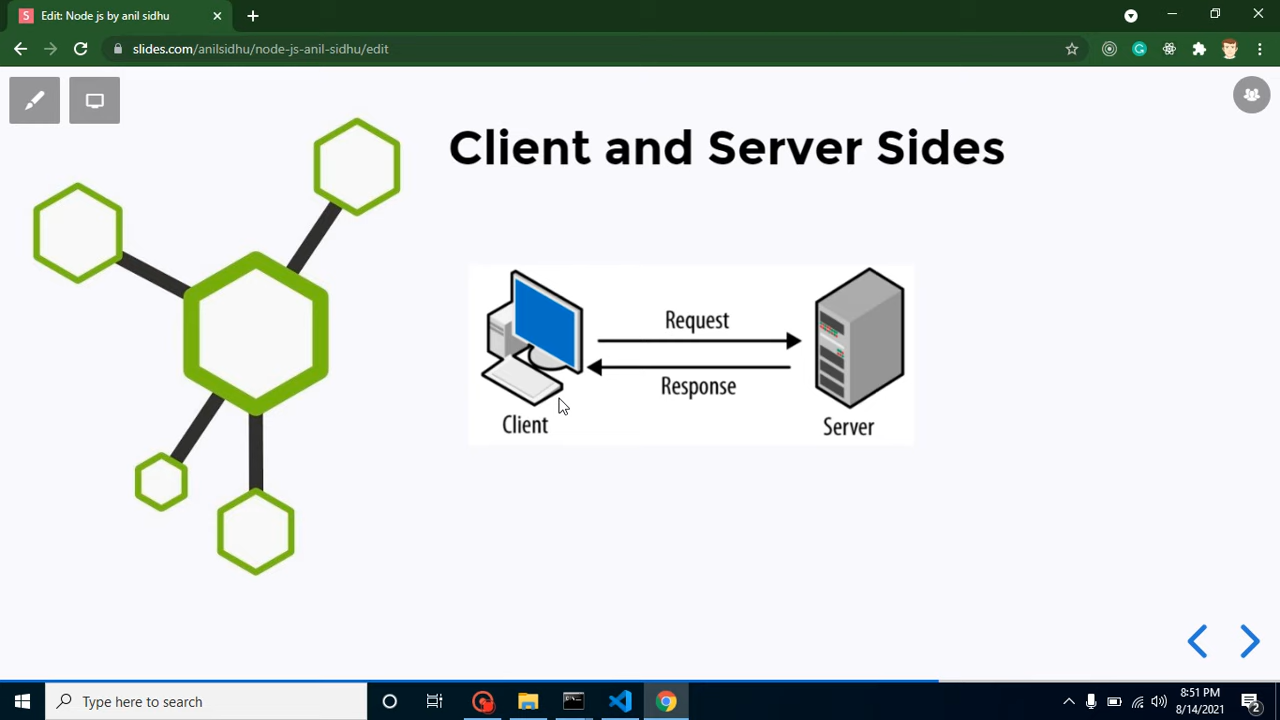 Edit: Node js by anil sidhu
slides.com/anilsidhu/node-js-anil-sidhu/edit
Client and Server Sides
Request
Response
Client
Server
Type here to search
8:51 PM
8/14/2021
2